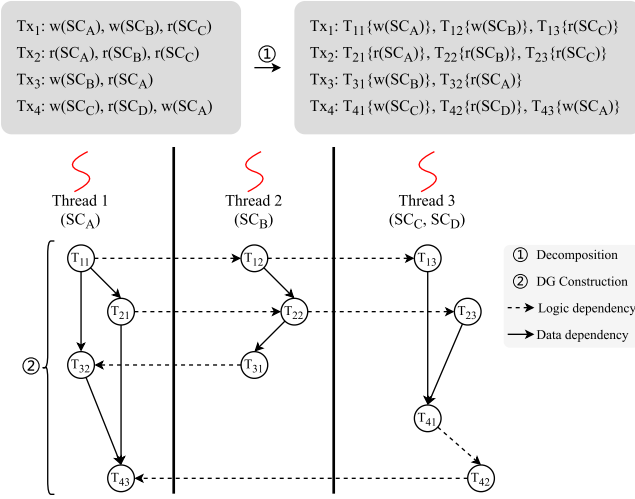 Tx1: w(SCA), w(SCB), r(SCC)
Tx2: r(SCA), r(SCB), r(SCC)
Tx3: w(SCB), r(SCA)
Tx4: w(SCC), r(SCD), w(SCA)
①
Tx1: T11{w(SCA)}, T12{w(SCB)}, T13{r(SCC)}
Tx2: T21{r(SCA)}, T22{r(SCB)}, T23{r(SCC)}
Tx3: T31{w(SCB)}, T32{r(SCA)}
Tx4: T41{w(SCC)}, T42{r(SCD)}, T43{w(SCA)}
Thread 1
(SCA)
Thread 2
(SCB)
Thread 3
(SCC, SCD)
T11
T12
T13
T21
T22
T23
②
T32
T31
T41
T43
T42
① Decomposition
② DG Construction
Logic dependency
Data dependency